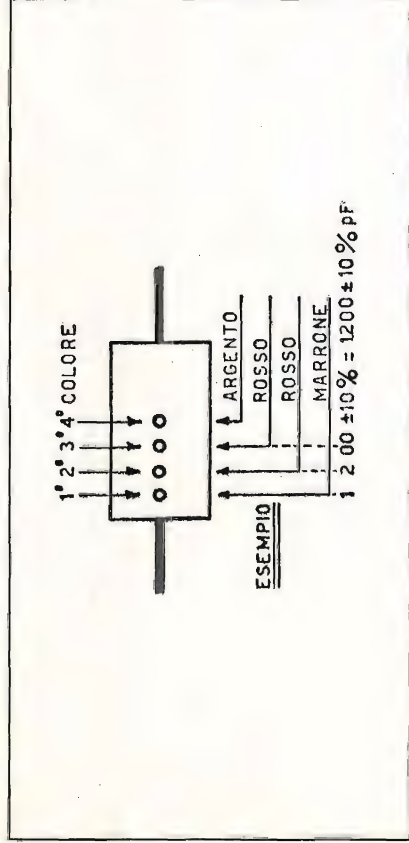 1° 2° 3° 4° COLORE
ARGENTO
ROSSO
ROSSO
MARRONE
ESEMPIO
1 2 00 ±10% = 1200 ±10% pF